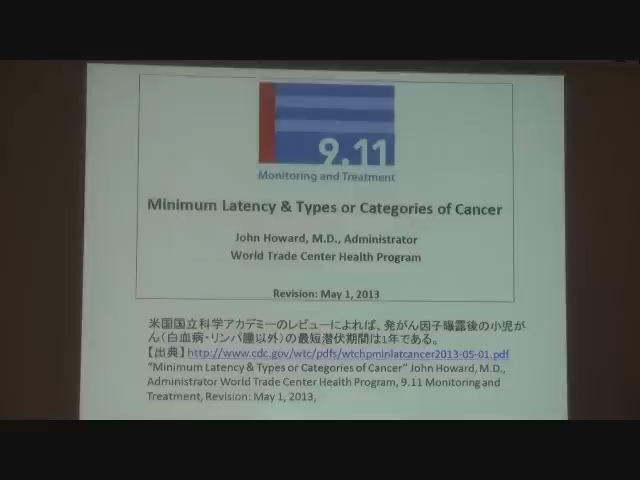 9.11
Monitoring and Treatment
Minimum Latency & Types or Categories of Cancer
John Howard, M.D., Administrator
World Trade Center Health Program
Revision: May 1, 2013
米国国立科学アカデミーのレビューによれば、発がん因子曝露後の小児が
ん（白血病・リンパ腫以外）の最短潜伏期間は1年である。
【出典】http://www.cdc.gov/wtc/pdfs/wtchpminlatcancer2013-05-01.pdf
"Minimum Latency & Types or Categories of Cancer" John Howard, M.D.,
Administrator World Trade Center Health Program, 9.11 Monitoring and
Treatment, Revision: May 1, 2013,